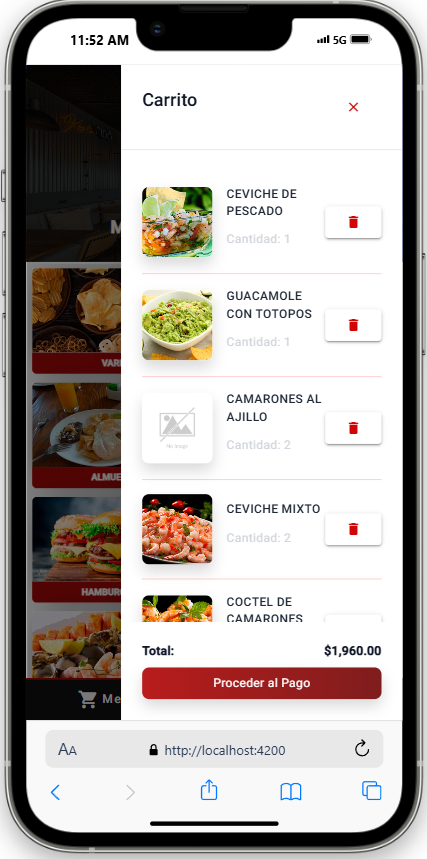 11:52 AM
5G
Carrito
CEVICHE DE
PESCADO
Cantidad: 1
GUACAMOLE
CON TOTOPOS
Cantidad: 1
CAMARONES AL
AJILLO
Cantidad: 2
No Image
CEVICHE MIXTO
Cantidad: 2
COCTEL DE
CAMARONES
Total: $1,960.00
Proceder al Pago
M
VARI
ALMUE
HAMBURG
Me
AA http://localhost:4200